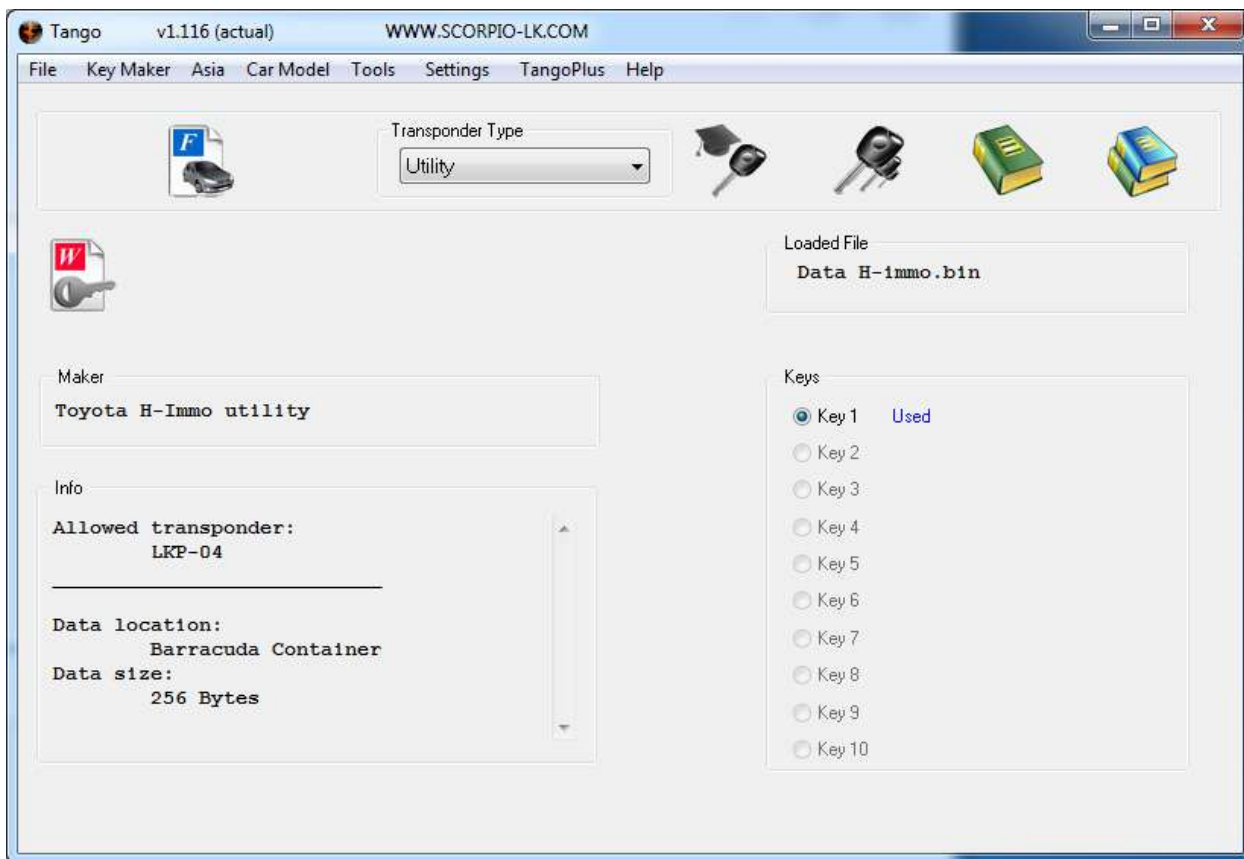 Tango v1.116 (actual) WWW.SCORPIO-LK.COM
File Key Maker Asia Car Model Tools Settings TangoPlus Help
F
Transponder Type
Utility
W
Loaded File
Data H-immo.bin
Maker
Toyota H-Immo utility
Info
Allowed transponder:
LKP-04
Data location:
Barracuda Container
Data size:
256 Bytes
Keys
Key 1 Used
Key 2
Key 3
Key 4
Key 5
Key 6
Key 7
Key 8
Key 9
Key 10